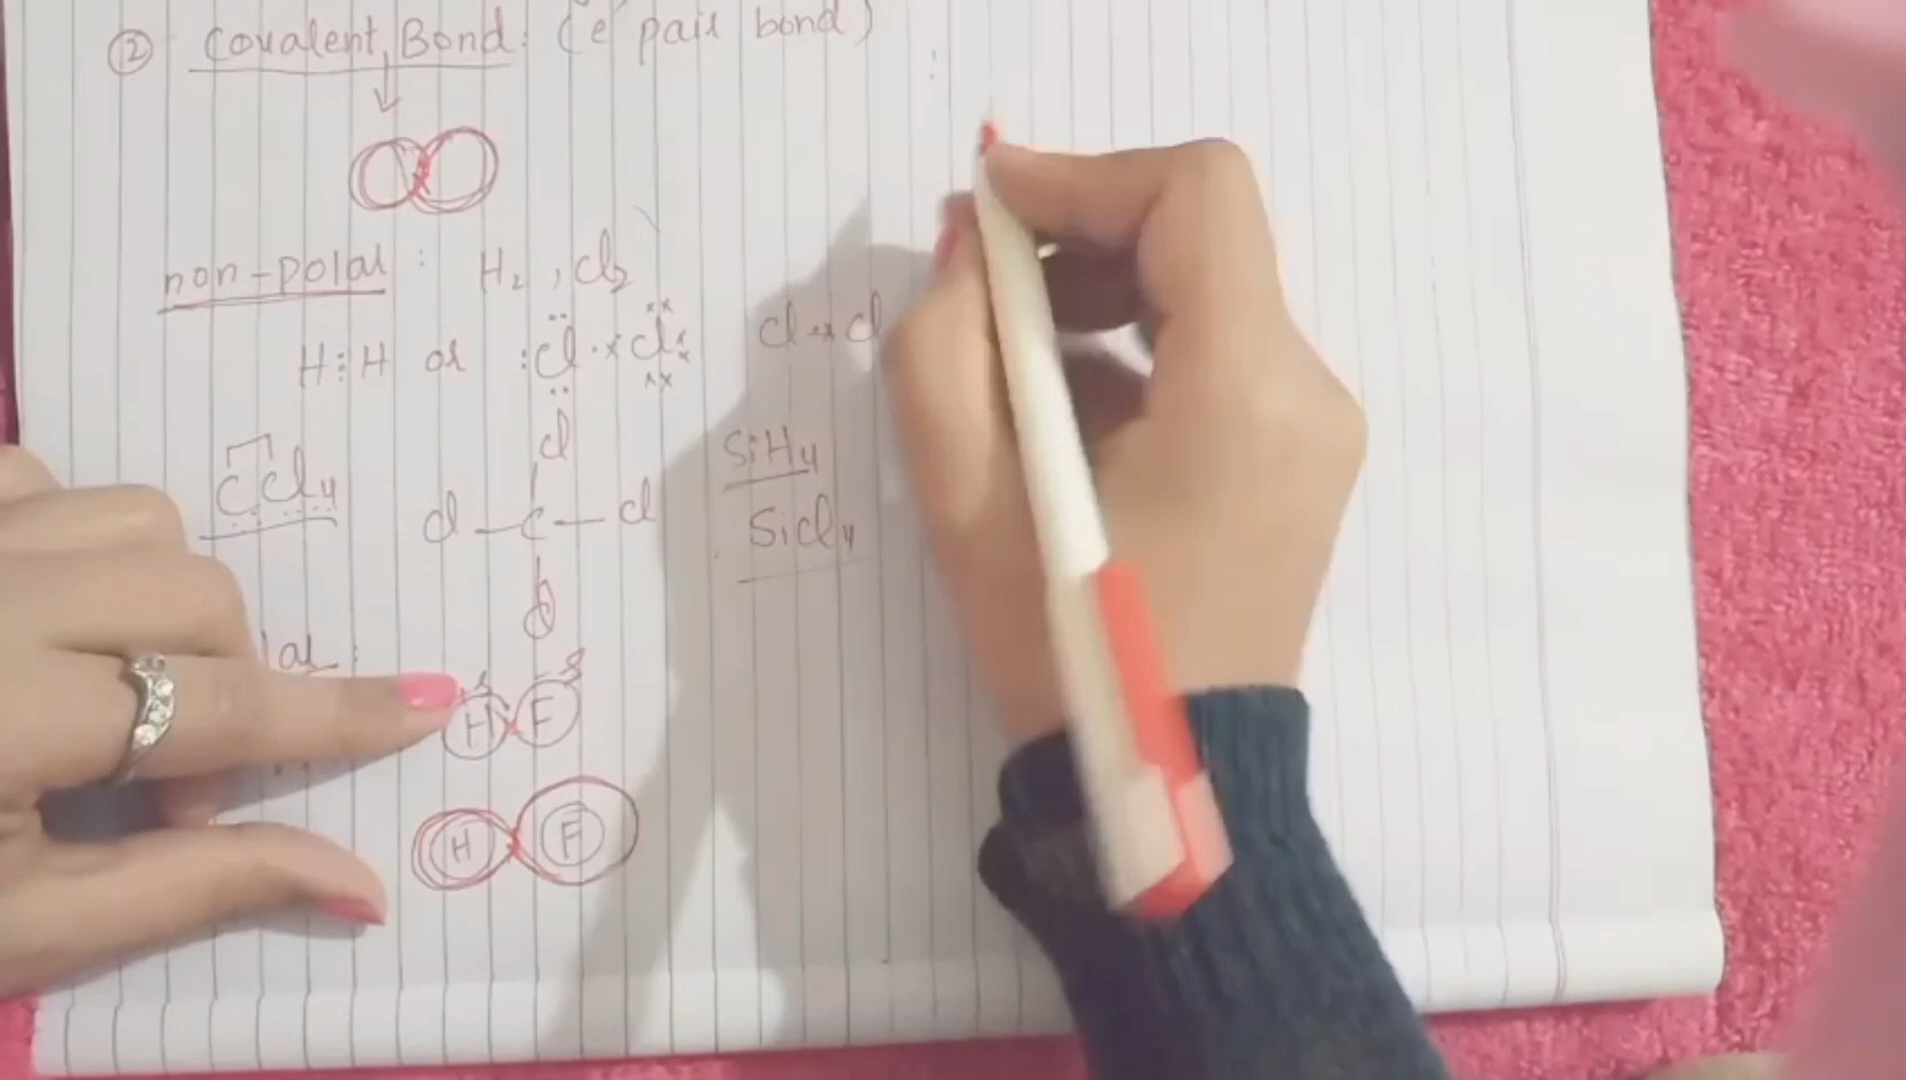 ② Covalent Bond: (e⁻ pair bond)
non-polar : H₂ , Cl₂
H:H or :Cl·×Cl Cl ·× Cl
CCl₄
Cl
Cl — C — Cl
Cl
SiH₄
SiCl₄
H F
H F